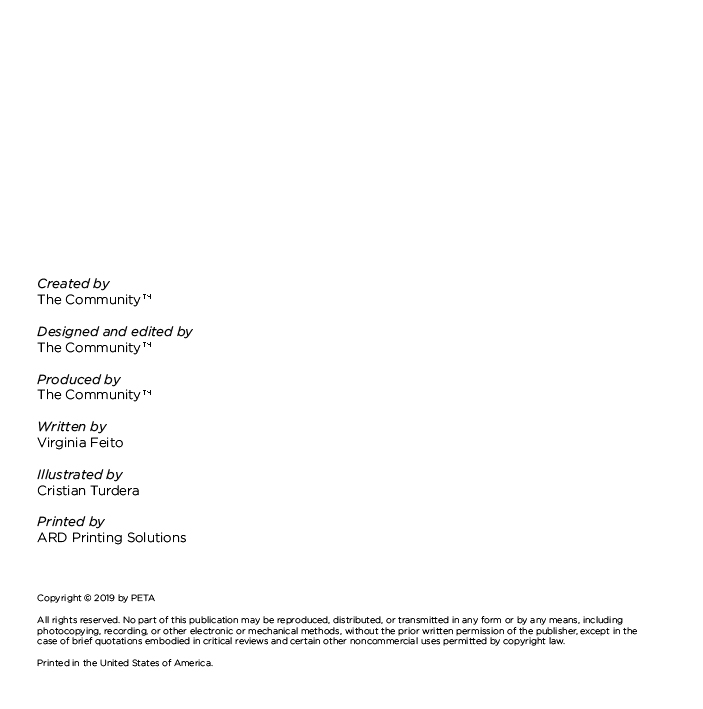 Created by
The Community™
Designed and edited by
The Community™
Produced by
The Community™
Written by
Virginia Feito
Illustrated by
Cristian Turdera
Printed by
ARD Printing Solutions
Copyright © 2019 by PETA
All rights reserved. No part of this publication may be reproduced, distributed, or transmitted in any form or by any means, including
photocopying, recording, or other electronic or mechanical methods, without the prior written permission of the publisher, except in the
case of brief quotations embodied in critical reviews and certain other noncommercial uses permitted by copyright law.
Printed in the United States of America.